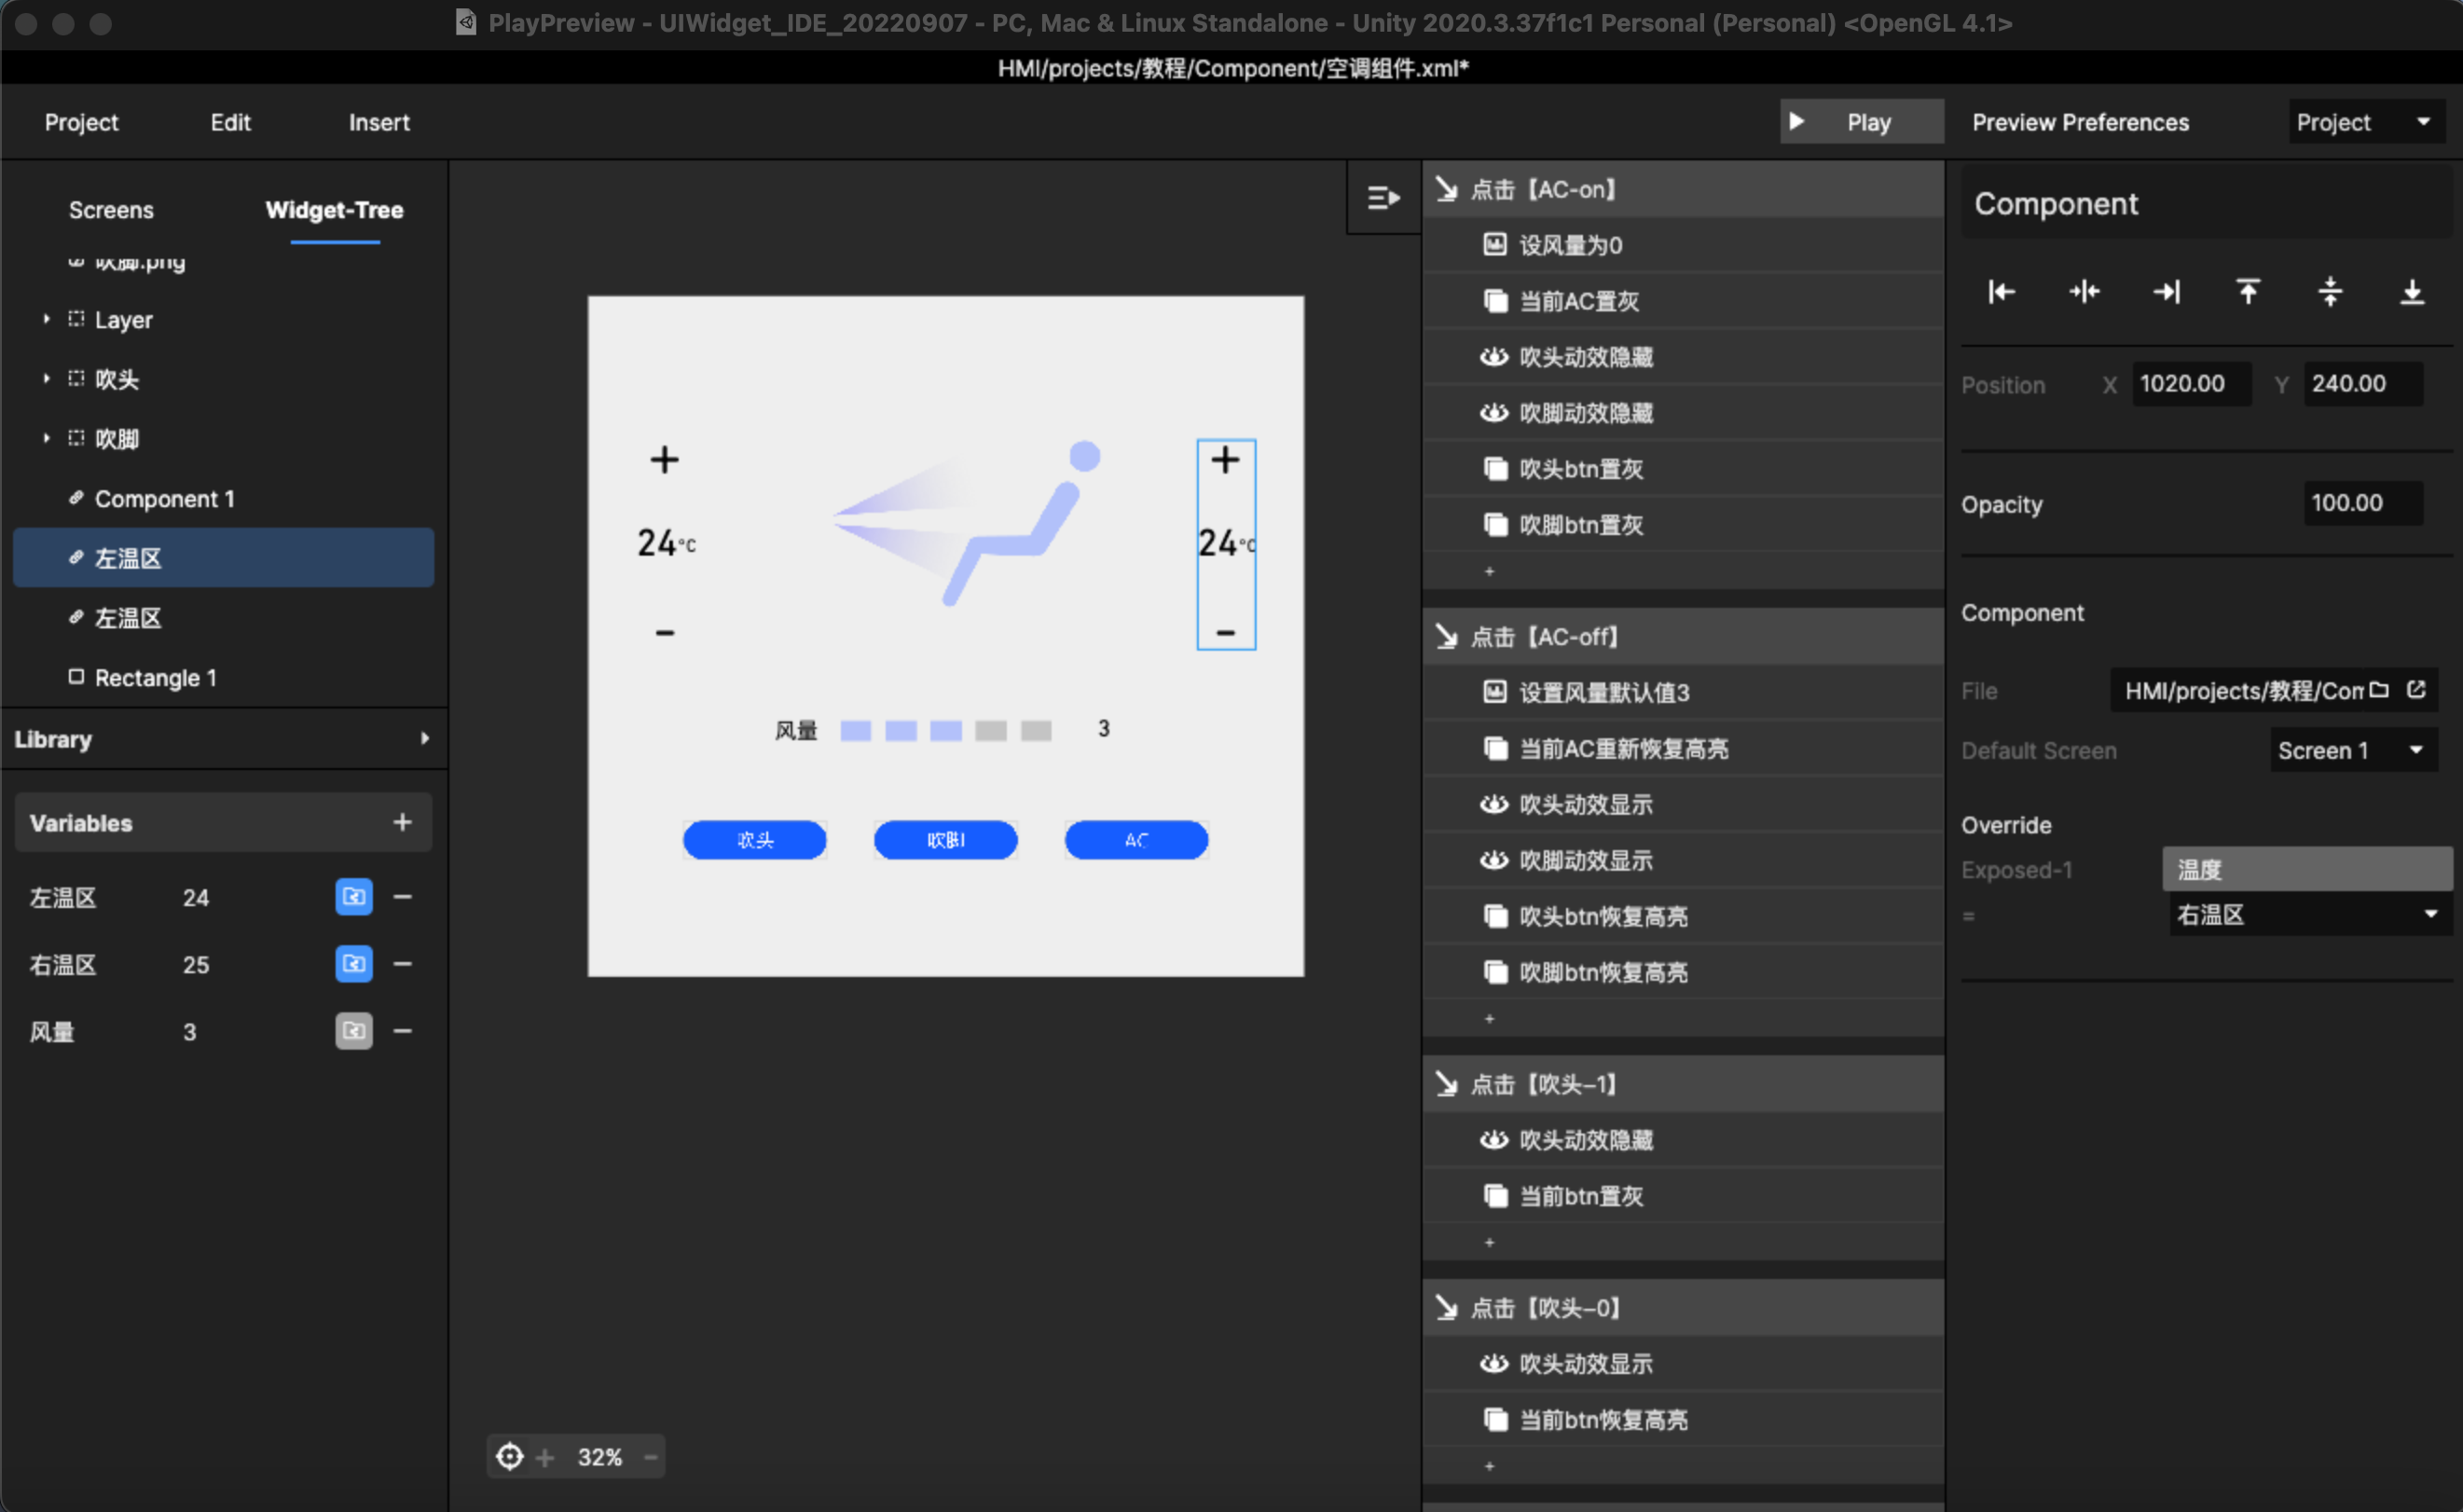 PlayPreview - UIWidget_IDE_20220907 - PC, Mac & Linux Standalone - Unity 2020.3.37f1c1 Personal (Personal) <OpenGL 4.1>
HMI/projects/教程/Component/空调组件.xml*
Project Edit Insert
Play Preview Preferences Project
Screens Widget-Tree
吹脚.png
Layer
吹头
吹脚
Component 1
左温区
左温区
Rectangle 1
Library
Variables +
左温区 24 −
右温区 25 −
风量 3 −
+ +
24°C 24°C
− −
风量 3
吹头 吹脚 AC
+ 32% −
点击【AC-on】
设风量为0
当前AC置灰
吹头动效隐藏
吹脚动效隐藏
吹头btn置灰
吹脚btn置灰
+
点击【AC-off】
设置风量默认值3
当前AC重新恢复高亮
吹头动效显示
吹脚动效显示
吹头btn恢复高亮
吹脚btn恢复高亮
+
点击【吹头-1】
吹头动效隐藏
当前btn置灰
+
点击【吹头-0】
吹头动效显示
当前btn恢复高亮
+
Component
Position X 1020.00 Y 240.00
Opacity 100.00
Component
File HMI/projects/教程/Com
Default Screen Screen 1
Override
Exposed-1 温度
= 右温区